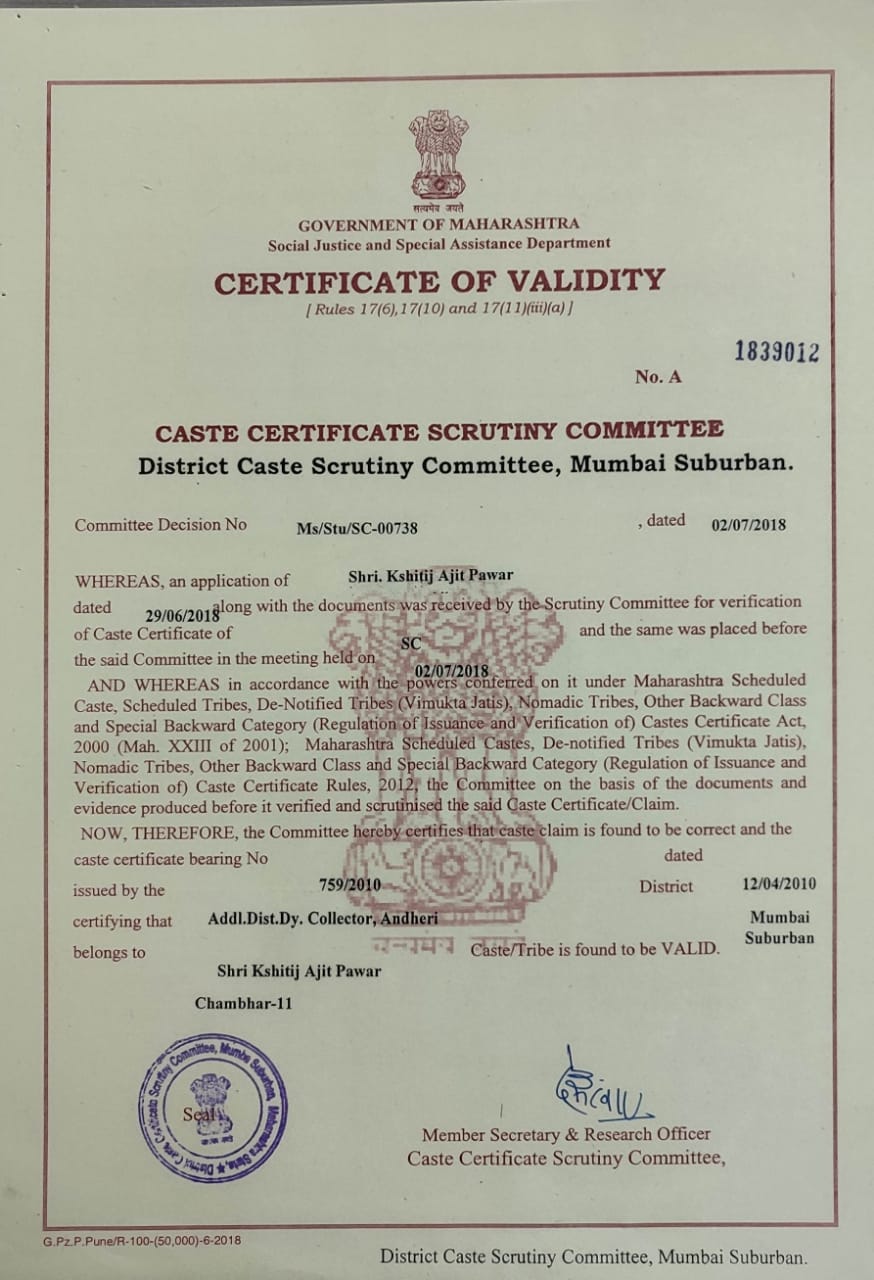 सत्यमेव जयते
GOVERNMENT OF MAHARASHTRA
Social Justice and Special Assistance Department
CERTIFICATE OF VALIDITY
[ Rules 17(6),17(10) and 17(11)(iii)(a) ]
1839012
No. A
CASTE CERTIFICATE SCRUTINY COMMITTEE
District Caste Scrutiny Committee, Mumbai Suburban.
Committee Decision No Ms/Stu/SC-00738 , dated 02/07/2018
WHEREAS, an application of Shri. Kshitij Ajit Pawar
dated 29/06/2018 along with the documents was received by the Scrutiny Committee for verification
of Caste Certificate of SC and the same was placed before
the said Committee in the meeting held on 02/07/2018
AND WHEREAS in accordance with the powers conferred on it under Maharashtra Scheduled
Caste, Scheduled Tribes, De-Notified Tribes (Vimukta Jatis), Nomadic Tribes, Other Backward Class
and Special Backward Category (Regulation of Issuance and Verification of) Castes Certificate Act,
2000 (Mah. XXIII of 2001); Maharashtra Scheduled Castes, De-notified Tribes (Vimukta Jatis),
Nomadic Tribes, Other Backward Class and Special Backward Category (Regulation of Issuance and
Verification of) Caste Certificate Rules, 2012, the Committee on the basis of the documents and
evidence produced before it verified and scrutinised the said Caste Certificate/Claim.
NOW, THEREFORE, the Committee hereby certifies that caste claim is found to be correct and the
caste certificate bearing No dated
issued by the 759/2010 District 12/04/2010
certifying that Addl.Dist.Dy. Collector, Andheri Mumbai
Suburban
belongs to Caste/Tribe is found to be VALID.
Shri Kshitij Ajit Pawar
Chambhar-11
District Caste Certificate Scrutiny Committee, Mumbai Suburban, Maharashtra State
Seal
Member Secretary & Research Officer
Caste Certificate Scrutiny Committee,
G.Pz.P.Pune/R-100-(50,000)-6-2018
District Caste Scrutiny Committee, Mumbai Suburban.